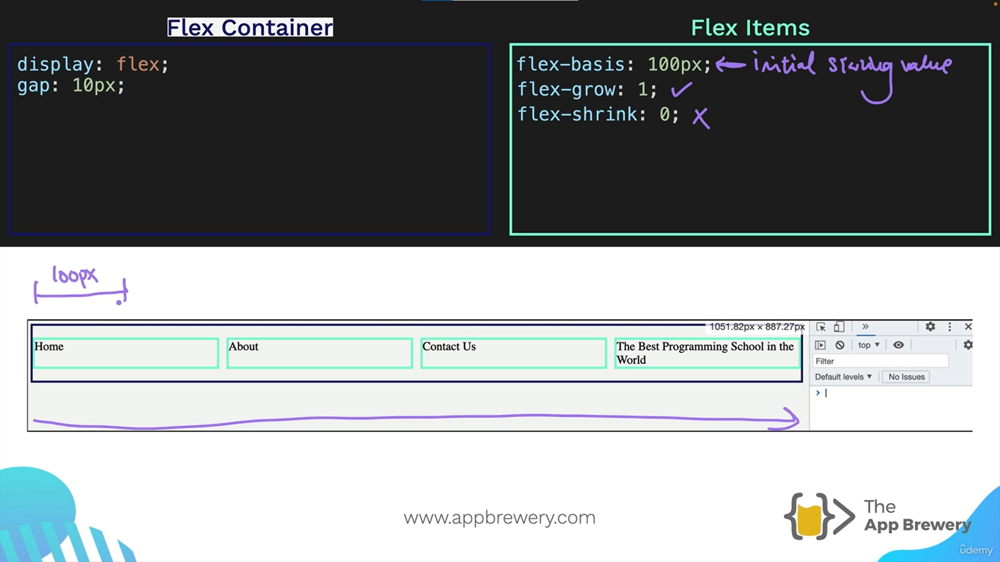 Flex Container
display: flex;
gap: 10px;
Flex Items
flex-basis: 100px; ← initial starting value
flex-grow: 1; ✓
flex-shrink: 0; X
100px
1051.82px × 887.27px
Home
About
Contact Us
The Best Programming School in the
World
top ▼
Filter
Default levels ▼
No Issues
www.appbrewery.com
The
App Brewery
ûdemy